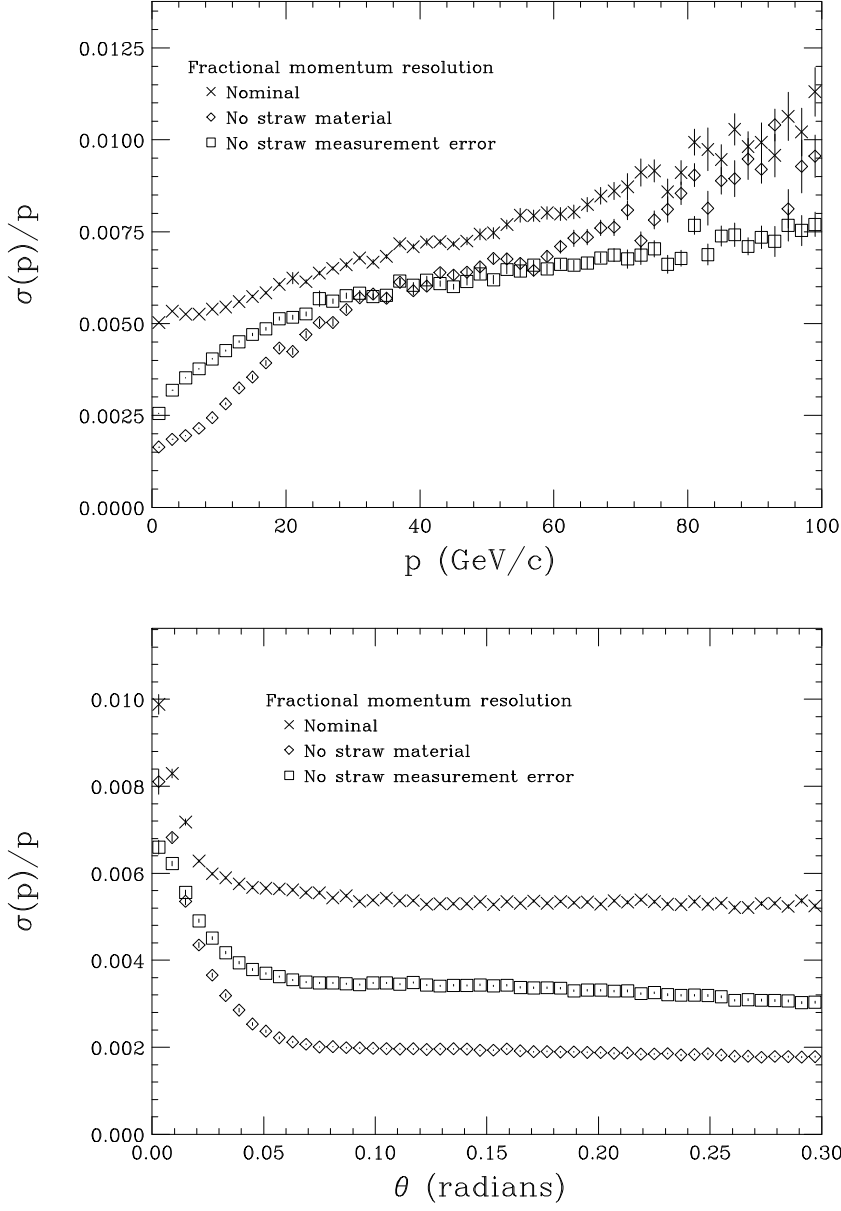 0.0125
0.0100
0.0075
0.0050
0.0025
0.0000
σ(p)/p
Fractional momentum resolution
Nominal
No straw material
No straw measurement error
0 20 40 60 80 100
p (GeV/c)
0.010
0.008
0.006
0.004
0.002
0.000
σ(p)/p
Fractional momentum resolution
Nominal
No straw material
No straw measurement error
0.00 0.05 0.10 0.15 0.20 0.25 0.30
θ (radians)